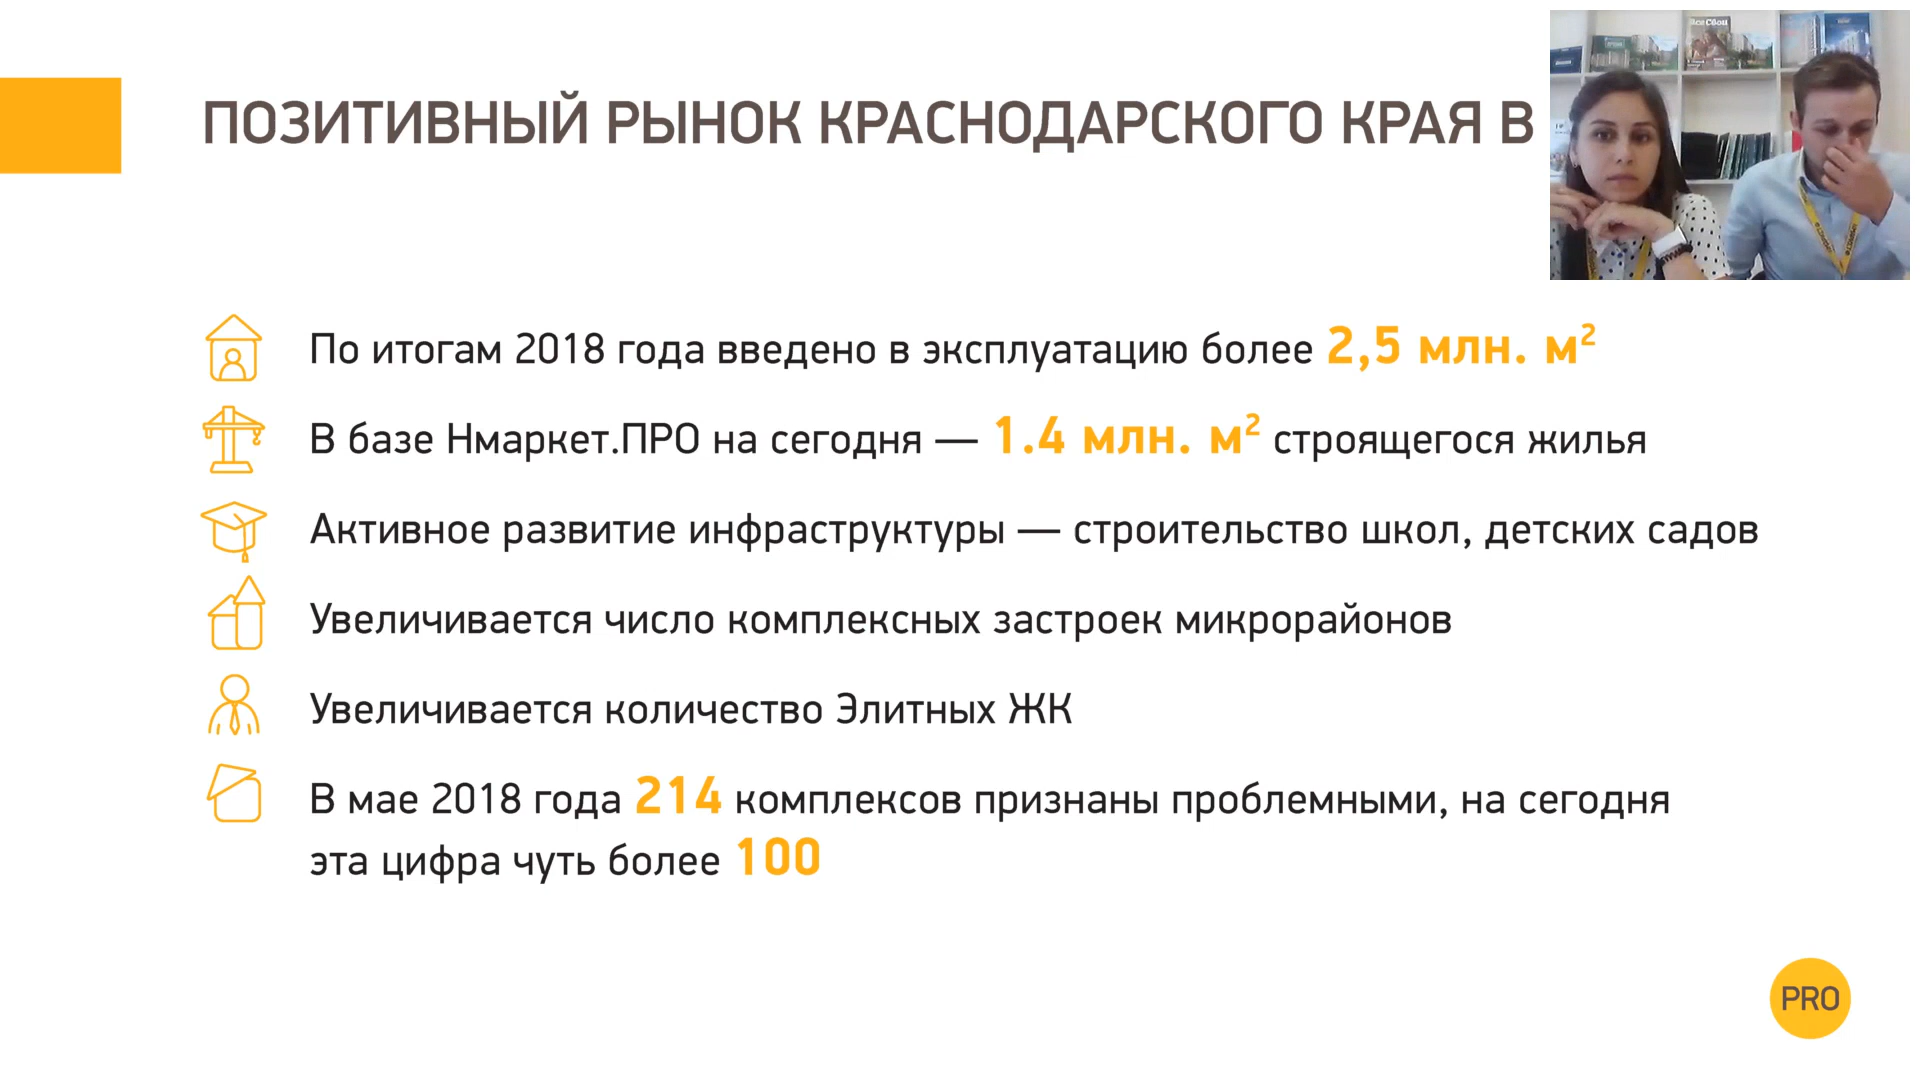 ПОЗИТИВНЫЙ РЫНОК КРАСНОДАРСКОГО КРАЯ В
Все Свои
По итогам 2018 года введено в эксплуатацию более 2,5 млн. м²
В базе Нмаркет.ПРО на сегодня — 1.4 млн. м² строящегося жилья
Активное развитие инфраструктуры — строительство школ, детских садов
Увеличивается число комплексных застроек микрорайонов
Увеличивается количество Элитных ЖК
В мае 2018 года 214 комплексов признаны проблемными, на сегодня
эта цифра чуть более 100
PRO